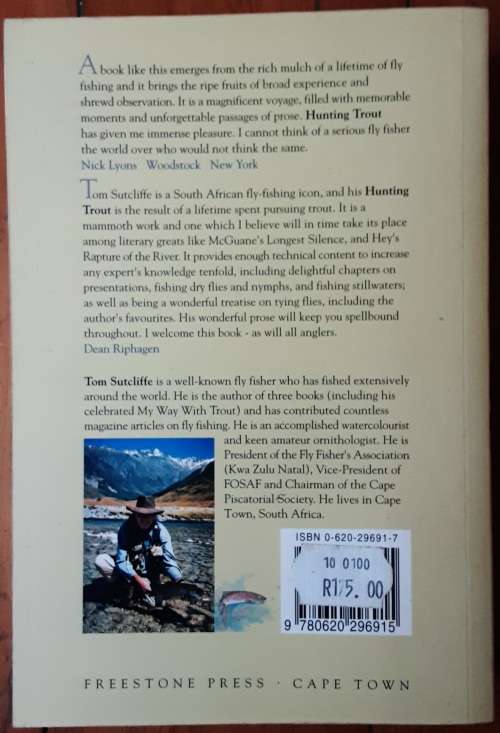 A book like this emerges from the rich mulch of a lifetime of fly
fishing and it brings the ripe fruits of broad experience and
shrewd observation. It is a magnificent voyage, filled with memorable
moments and unforgettable passages of prose. Hunting Trout
has given me immense pleasure. I cannot think of a serious fly fisher
the world over who would not think the same.
Nick Lyons Woodstock New York
Tom Sutcliffe is a South African fly-fishing icon, and his Hunting
Trout is the result of a lifetime spent pursuing trout. It is a
mammoth work and one which I believe will in time take its place
among literary greats like McGuane's Longest Silence, and Hey's
Rapture of the River. It provides enough technical content to increase
any expert's knowledge tenfold, including delightful chapters on
presentations, fishing dry flies and nymphs, and fishing stillwaters;
as well as being a wonderful treatise on tying flies, including the
author's favourites. His wonderful prose will keep you spellbound
throughout. I welcome this book - as will all anglers.
Dean Riphagen
Tom Sutcliffe is a well-known fly fisher who has fished extensively
around the world. He is the author of three books (including his
celebrated My Way With Trout) and has contributed countless
magazine articles on fly fishing. He is an accomplished watercolourist
and keen amateur ornithologist. He is
President of the Fly Fisher's Association
(Kwa Zulu Natal), Vice-President of
FOSAF and Chairman of the Cape
Piscatorial Society. He lives in Cape
Town, South Africa.
ISBN 0-620-29691-7
10 0100
R175.00
9 780620 296915
FREESTONE PRESS · CAPE TOWN